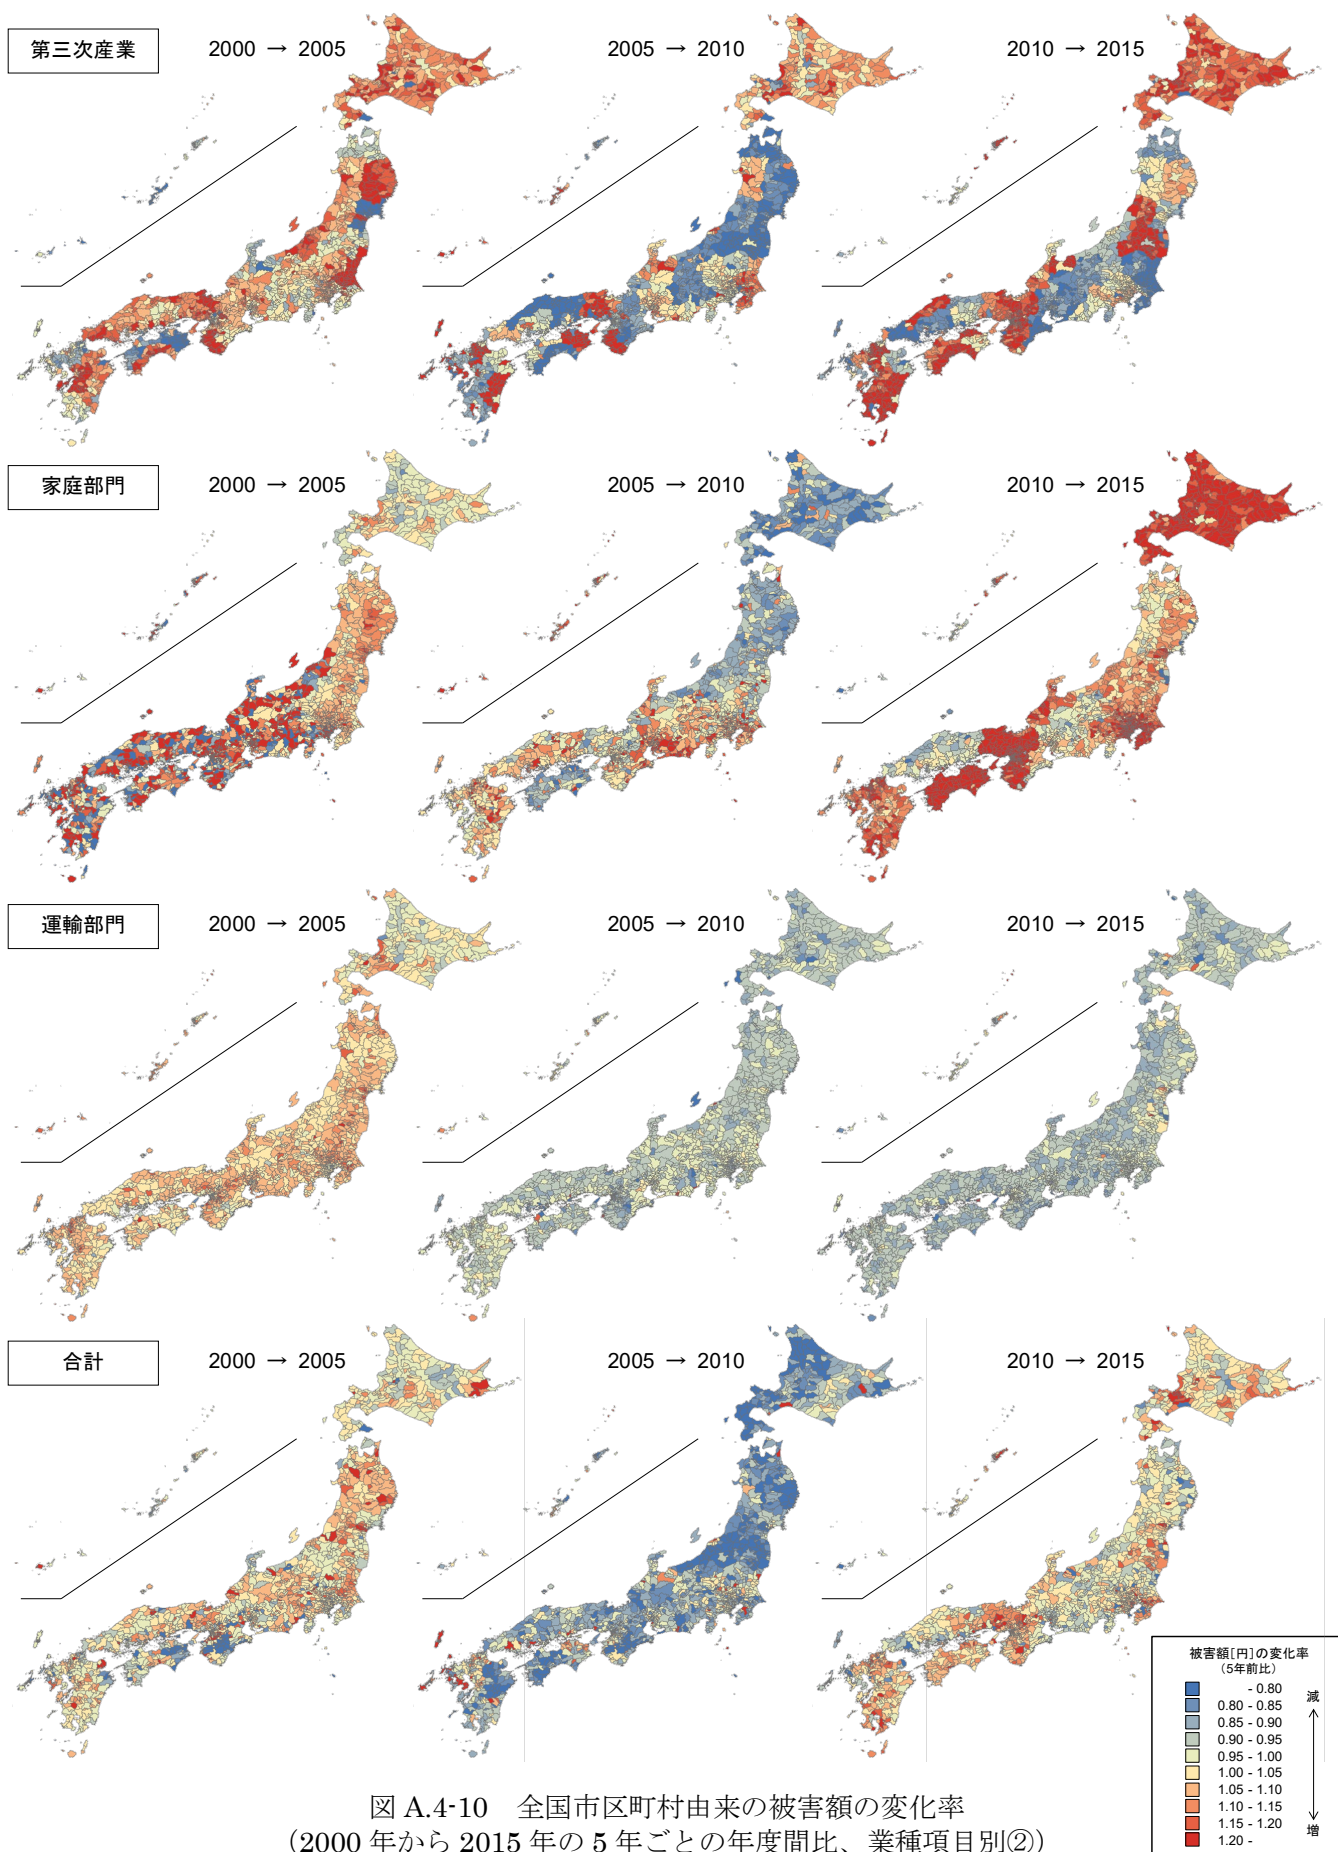 第三次産業
2000 → 2005
2005 → 2010
2010 → 2015
家庭部門
2000 → 2005
2005 → 2010
2010 → 2015
運輸部門
2000 → 2005
2005 → 2010
2010 → 2015
合計
2000 → 2005
2005 → 2010
2010 → 2015
被害額[円]の変化率
(5年前比)
- 0.80
0.80 - 0.85
0.85 - 0.90
0.90 - 0.95
0.95 - 1.00
1.00 - 1.05
1.05 - 1.10
1.10 - 1.15
1.15 - 1.20
1.20 -
減
増
図 A.4-10 全国市区町村由来の被害額の変化率
(2000 年から 2015 年の 5 年ごとの年度間比、業種項目別②)